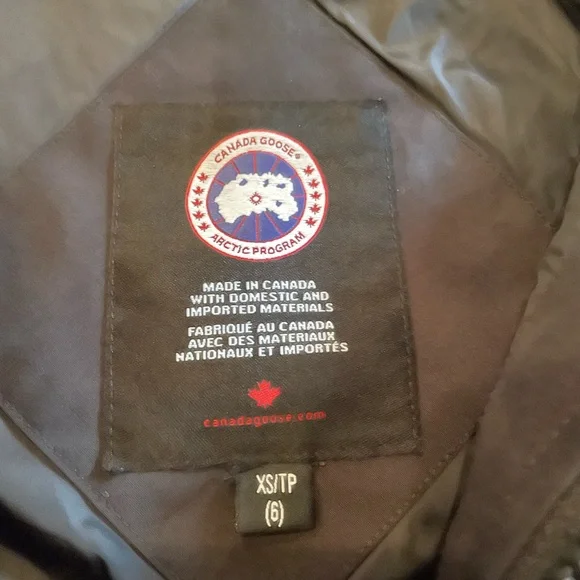 CANADA GOOSE®
ARCTIC PROGRAM
MADE IN CANADA
WITH DOMESTIC AND
IMPORTED MATERIALS
FABRIQUÉ AU CANADA
AVEC DES MATERIAUX
NATIONAUX ET IMPORTÉS
canadagoose.com
XS/TP
(6)